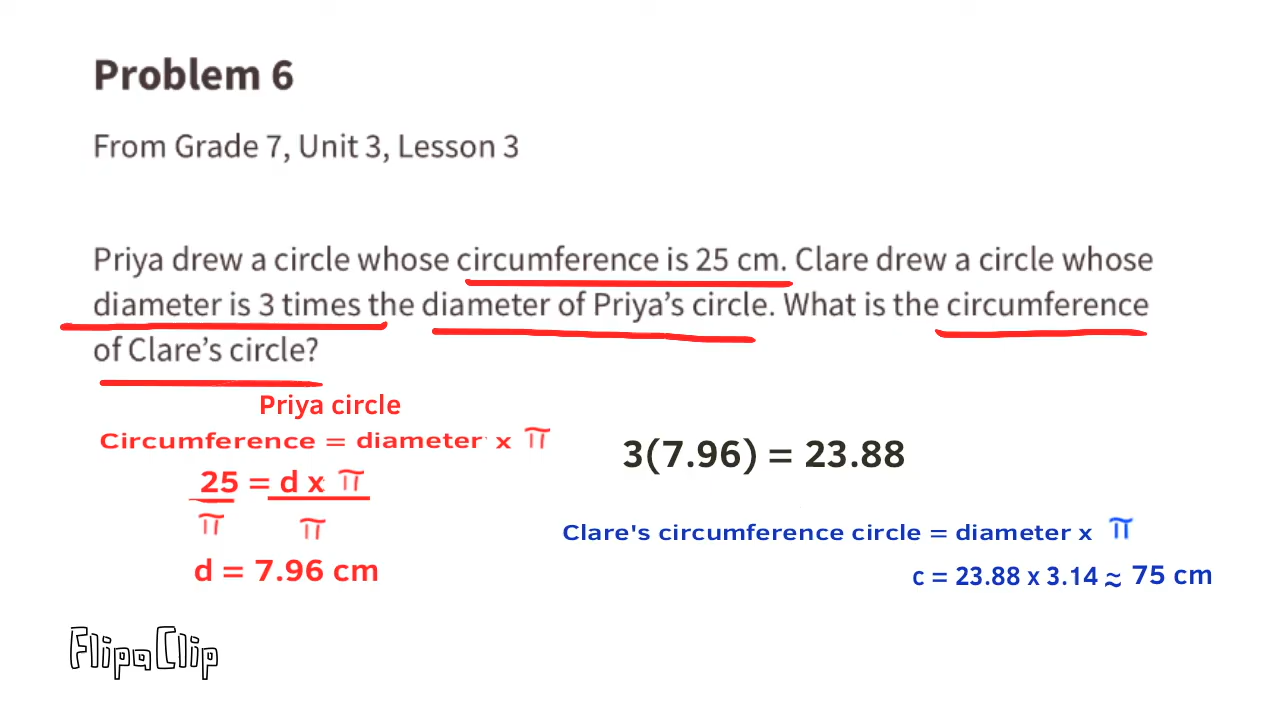 Problem 6
From Grade 7, Unit 3, Lesson 3
Priya drew a circle whose circumference is 25 cm. Clare drew a circle whose
diameter is 3 times the diameter of Priya's circle. What is the circumference
of Clare's circle?
Priya circle
Circumference = diameter x π
25 = d x π
π π
d = 7.96 cm
3(7.96) = 23.88
Clare's circumference circle = diameter x π
c = 23.88 x 3.14 ≈ 75 cm
FlipaClip